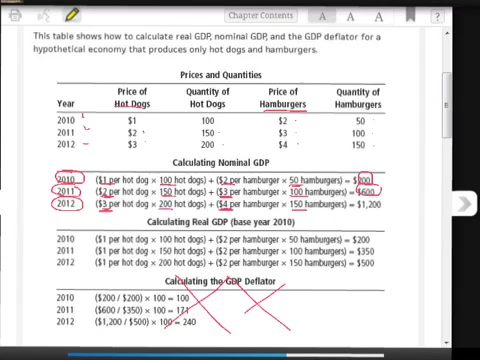 Chapter Contents A A A ?
This table shows how to calculate real GDP, nominal GDP, and the GDP deflator for a
hypothetical economy that produces only hot dogs and hamburgers.
Prices and Quantities
Year Price of Hot Dogs Quantity of Hot Dogs Price of Hamburgers Quantity of Hamburgers
2010 $1 100 $2 50
2011 $2 150 $3 100
2012 $3 200 $4 150
Calculating Nominal GDP
2010 ($1 per hot dog × 100 hot dogs) + ($2 per hamburger × 50 hamburgers) = $200
2011 ($2 per hot dog × 150 hot dogs) + ($3 per hamburger × 100 hamburgers) = $600
2012 ($3 per hot dog × 200 hot dogs) + ($4 per hamburger × 150 hamburgers) = $1,200
Calculating Real GDP (base year 2010)
2010 ($1 per hot dog × 100 hot dogs) + ($2 per hamburger × 50 hamburgers) = $200
2011 ($1 per hot dog × 150 hot dogs) + ($2 per hamburger × 100 hamburgers) = $350
2012 ($1 per hot dog × 200 hot dogs) + ($2 per hamburger × 150 hamburgers) = $500
Calculating the GDP Deflator
2010 ($200 / $200) × 100 = 100
2011 ($600 / $350) × 100 = 171
2012 ($1,200 / $500) × 100 = 240